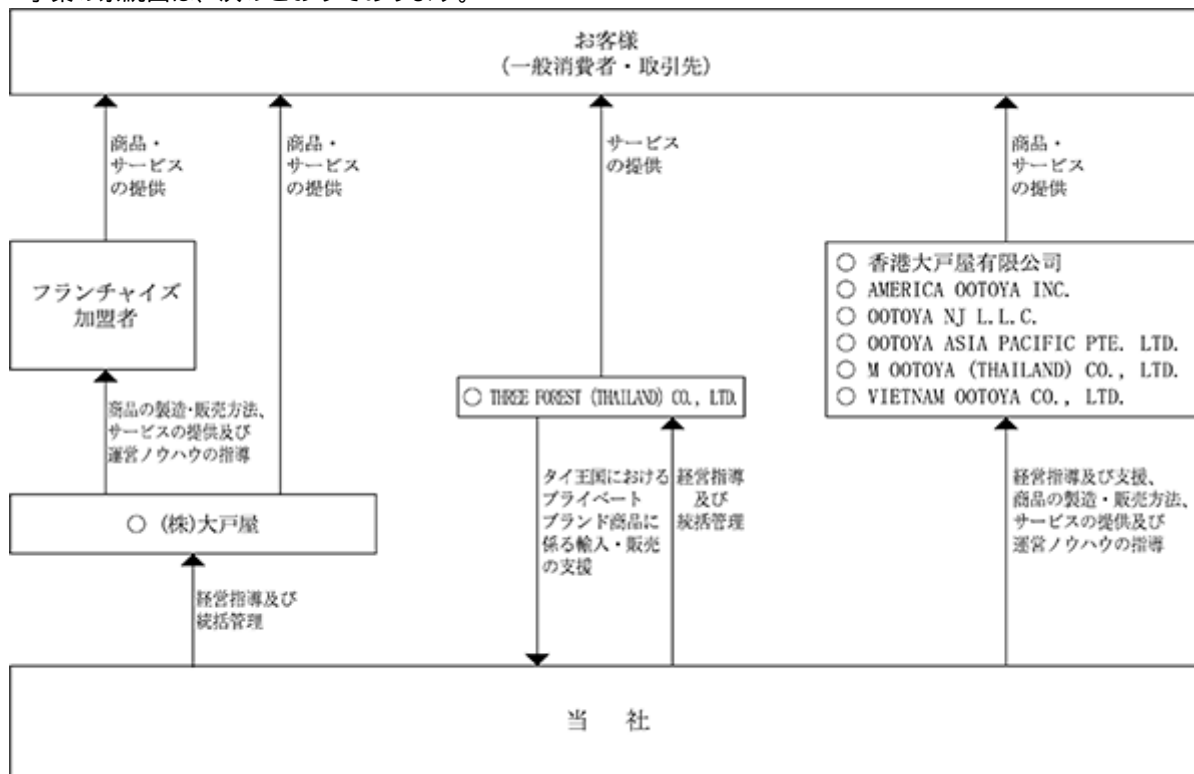 お客様
(一般消費者・取引先)
商品・
サービス
の提供
商品・
サービス
の提供
サービス
の提供
商品・
サービス
の提供
フランチャイズ
加盟者
○ 香港大戸屋有限公司
○ AMERICA OOTOYA INC.
○ OOTOYA NJ L.L.C.
○ OOTOYA ASIA PACIFIC PTE. LTD.
○ M OOTOYA (THAILAND) CO., LTD.
○ VIETNAM OOTOYA CO., LTD.
○ THREE FOREST (THAILAND) CO., LTD.
商品の製造・販売方法、
サービスの提供及び
運営ノウハウの指導
○ (株)大戸屋
タイ王国における
プライベート
ブランド商品に
係る輸入・販売
の支援
経営指導
及び
統括管理
経営指導及び支援、
商品の製造・販売方法、
サービスの提供及び
運営ノウハウの指導
経営指導及び
統括管理
当 社